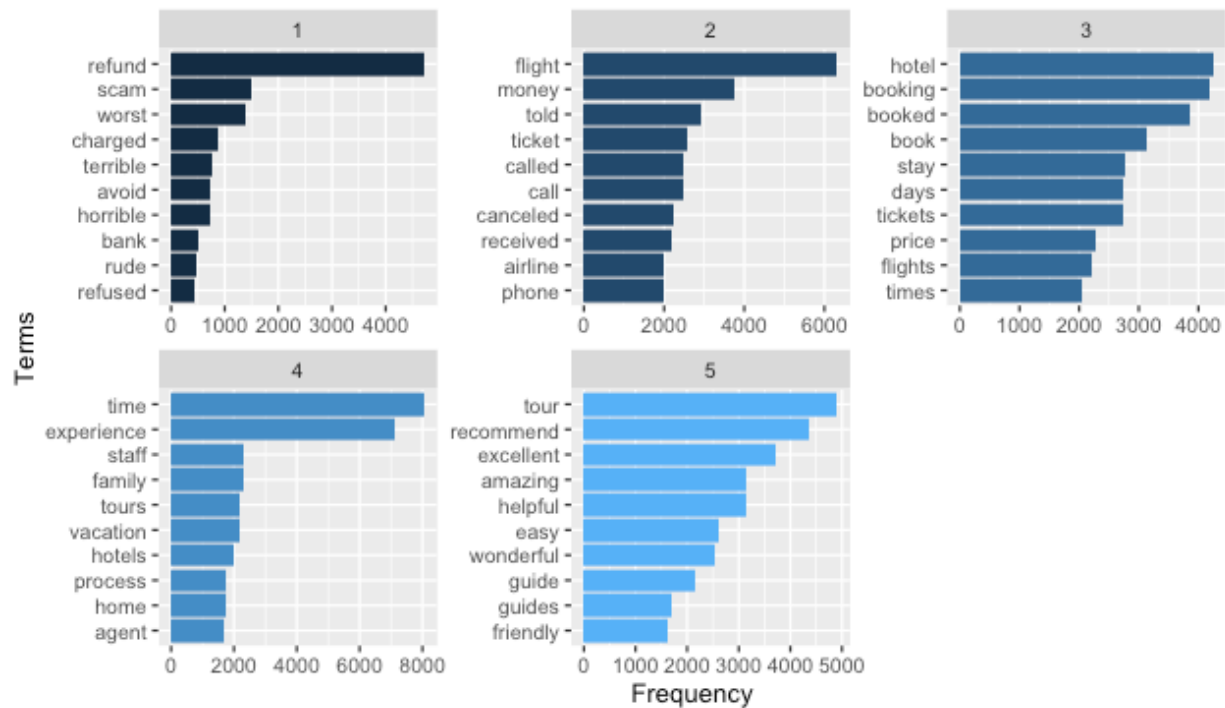 1
refund
scam
worst
charged
terrible
avoid
horrible
bank
rude
refused
0 1000 2000 3000 4000
2
flight
money
told
ticket
called
call
canceled
received
airline
phone
0 2000 4000 6000
3
hotel
booking
booked
book
stay
days
tickets
price
flights
times
0 1000 2000 3000 4000
Terms
4
time
experience
staff
family
tours
vacation
hotels
process
home
agent
0 2000 4000 6000 8000
5
tour
recommend
excellent
amazing
helpful
easy
wonderful
guide
guides
friendly
0 1000 2000 3000 4000 5000
Frequency